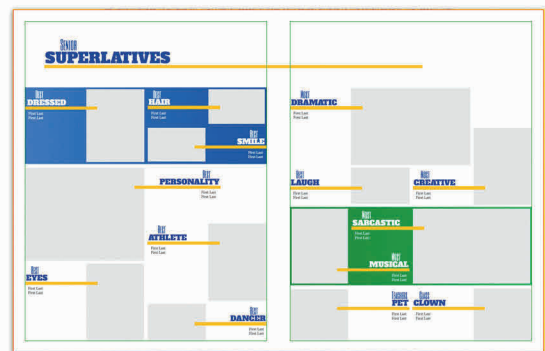 Senior
SUPERLATIVES
Best
DRESSED
First Last
First Last
Best
HAIR
First Last
First Last
Best
SMILE
First Last
First Last
Best
PERSONALITY
First Last
First Last
Best
ATHLETE
First Last
First Last
Best
EYES
First Last
First Last
Best
DANCER
First Last
First Last
Most
DRAMATIC
First Last
First Last
Best
LAUGH
First Last
First Last
Most
CREATIVE
First Last
First Last
Most
SARCASTIC
First Last
First Last
Most
MUSICAL
First Last
First Last
Teachers
PET
First Last
First Last
Class
CLOWN
First Last
First Last